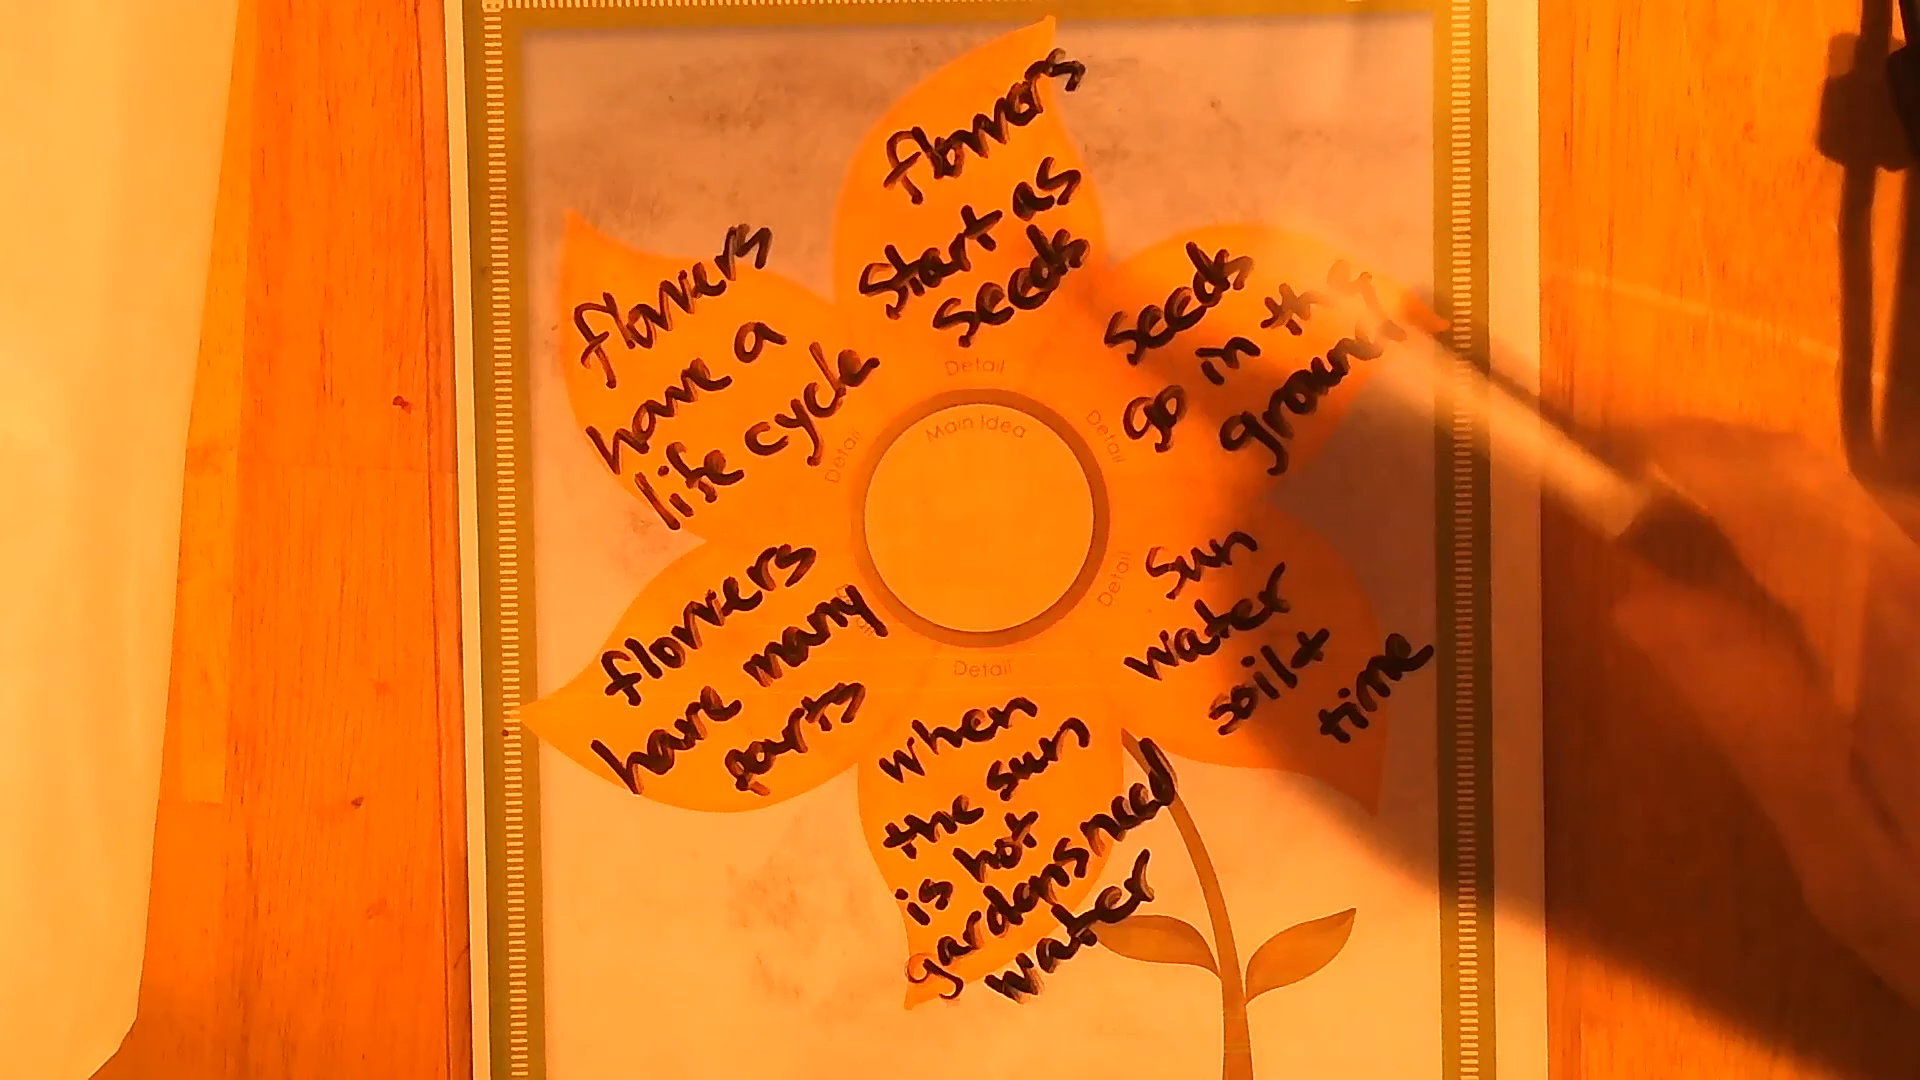 flowers
start as
seeds
Detail
seeds
go in the
ground
Detail
flowers
have a
life cycle
Detail
Main Idea
sun
water
soil +
time
Detail
flowers
have many
parts
Detail
when
the sun
is hot
gardens need
water